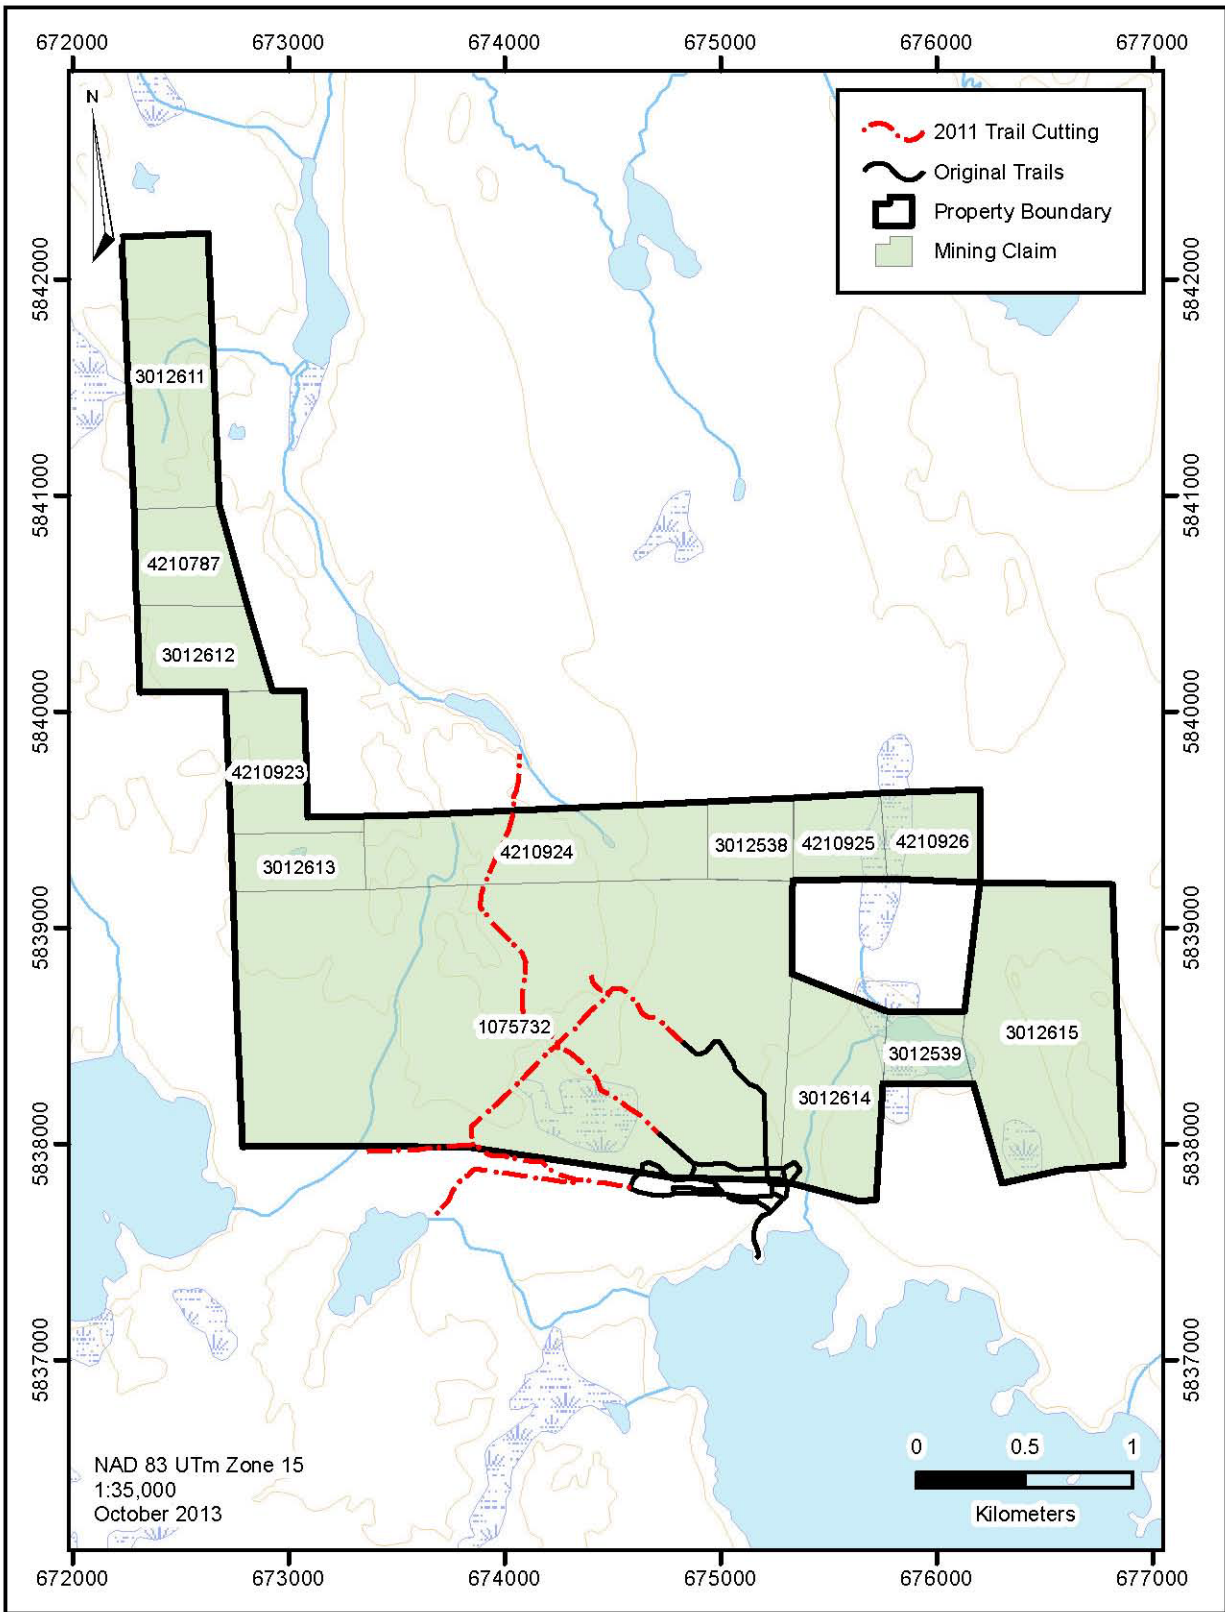 672000 673000 674000 675000 676000 677000
N
2011 Trail Cutting
Original Trails
Property Boundary
Mining Claim
5842000 5842000
3012611
5841000 5841000
4210787
3012612
5840000 5840000
4210923
4210924 3012538 4210925 4210926
3012613
5839000 5839000
1075732 3012615
3012539
3012614
5838000 5838000
5837000 5837000
0 0.5 1
Kilometers
NAD 83 UTm Zone 15
1:35,000
October 2013
672000 673000 674000 675000 676000 677000